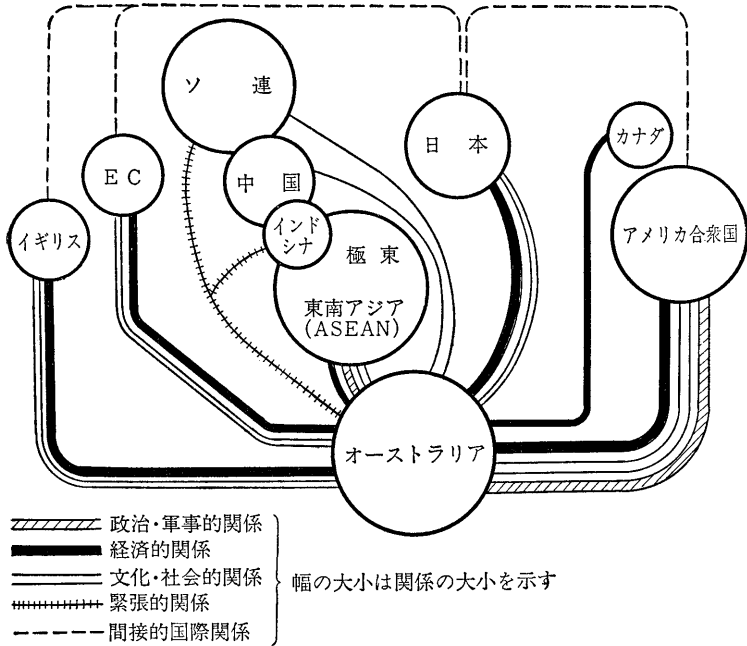 ソ 連
日 本
カナダ
EC
中 国
インド
シナ
イギリス
アメリカ合衆国
極東
東南アジア
(ASEAN)
オーストラリア
政治・軍事的関係
経済的関係
文化・社会的関係
緊張的関係
間接的国際関係
幅の大小は関係の大小を示す